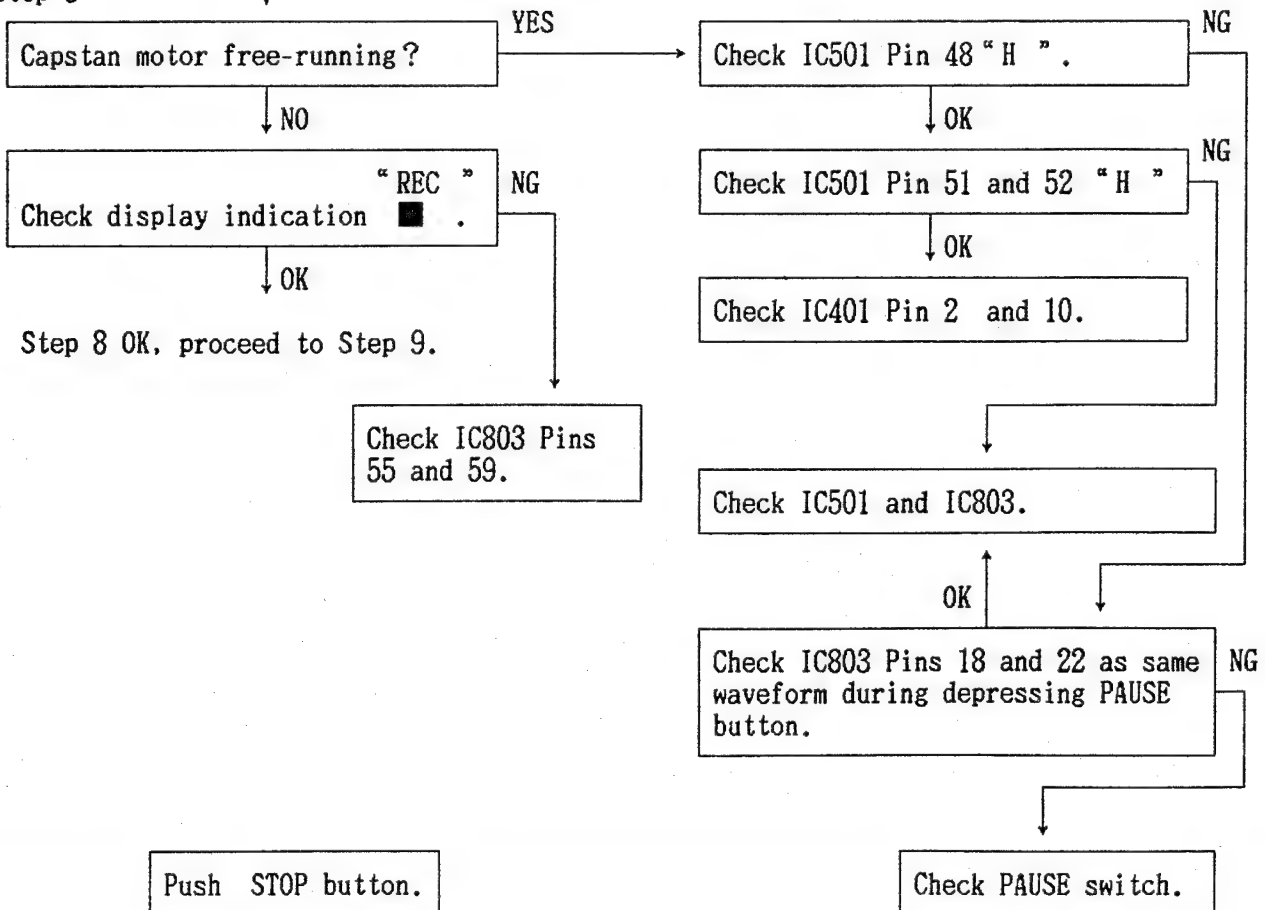 Capstan motor free-running?
YES
Check IC501 Pin 48 “H ”.
NG
NO
OK
“REC ”
Check display indication ■ .
NG
Check IC501 Pin 51 and 52 “H ”
NG
OK
OK
Check IC401 Pin 2 and 10.
Step 8 OK, proceed to Step 9.
Check IC803 Pins
55 and 59.
Check IC501 and IC803.
OK
Check IC803 Pins 18 and 22 as same
waveform during depressing PAUSE
button.
NG
Push STOP button.
Check PAUSE switch.